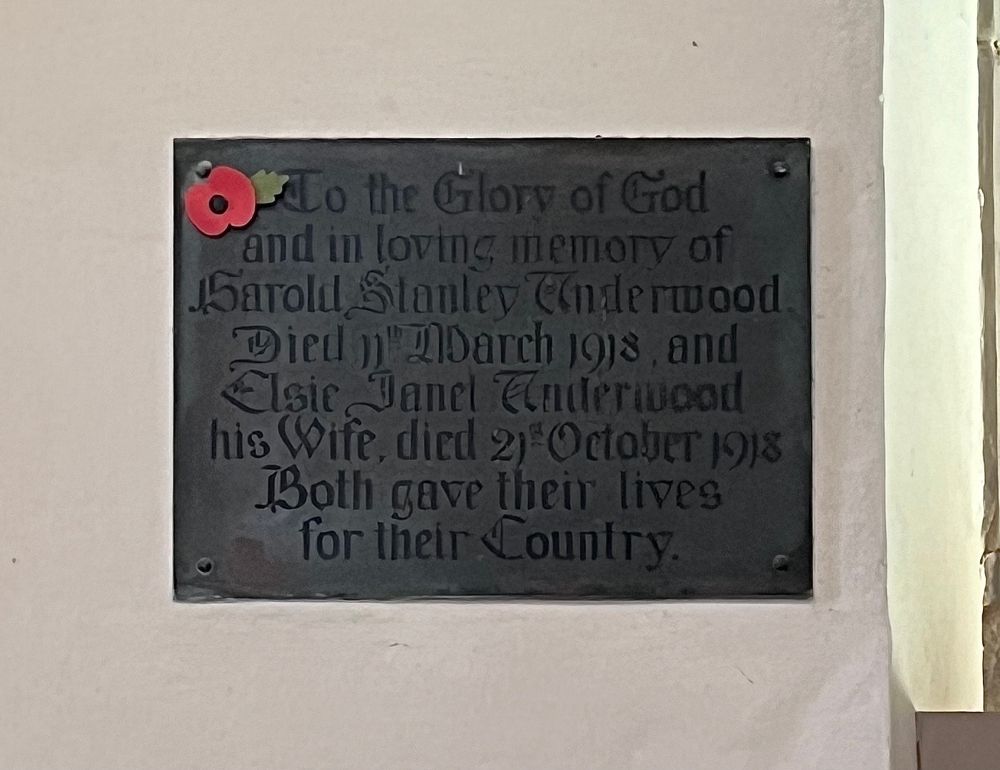 To the Glory of God
and in loving memory of
Harold Stanley Underwood.
Died 11th March 1918, and
Elsie Janet Underwood
his Wife, died 21st October 1918
Both gave their lives
for their Country.